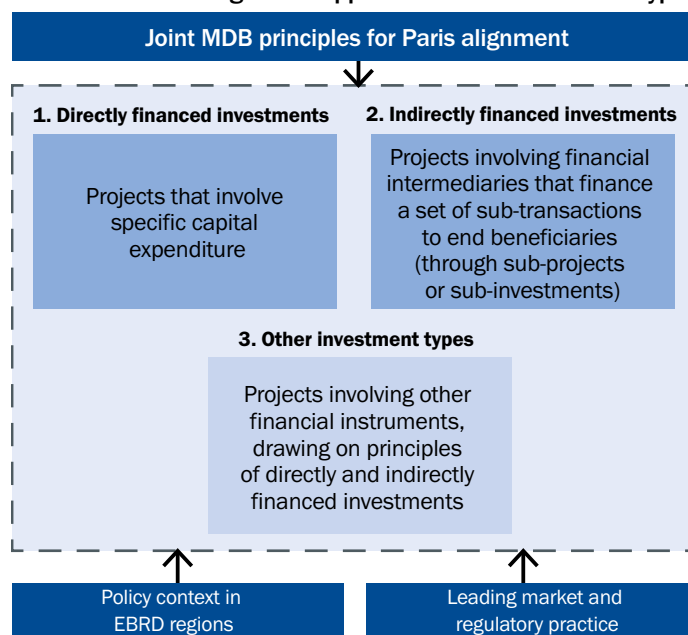 Joint MDB principles for Paris alignment
1. Directly financed investments
Projects that involve
specific capital
expenditure
2. Indirectly financed investments
Projects involving financial
intermediaries that finance
a set of sub-transactions
to end beneficiaries
(through sub-projects
or sub-investments)
3. Other investment types
Projects involving other
financial instruments,
drawing on principles
of directly and indirectly
financed investments
Policy context in
EBRD regions
Leading market and
regulatory practice